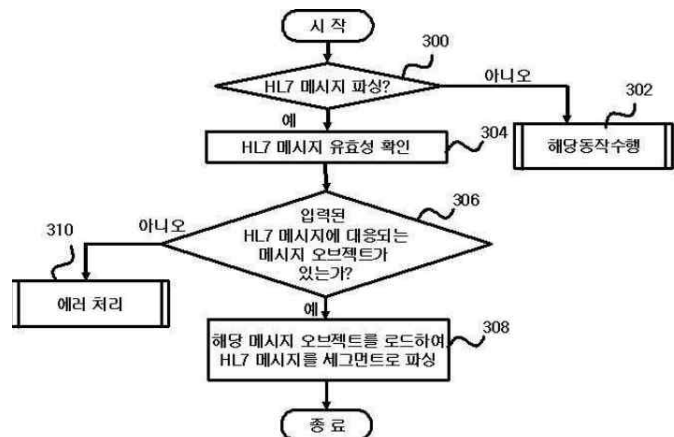 시 작
300
HL7 메시지 파싱?
아니오
302
예
해당동작수행
HL7 메시지 유효성 확인
304
306
입력된
HL7 메시지에 대응되는
메시지 오브젝트가
있는가?
아니오
310
에러 처리
예
308
해당 메시지 오브젝트를 로드하여,
HL7 메시지를 세그먼트로 파싱
종 료